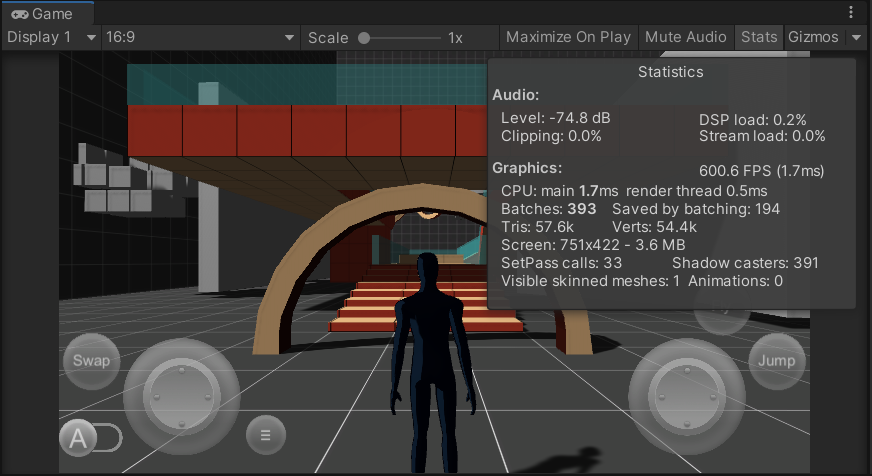 Game
Display 1 16:9 Scale 1x Maximize On Play Mute Audio Stats Gizmos
Statistics
Audio:
Level: -74.8 dB DSP load: 0.2%
Clipping: 0.0% Stream load: 0.0%
Graphics: 600.6 FPS (1.7ms)
CPU: main 1.7ms render thread 0.5ms
Batches: 393 Saved by batching: 194
Tris: 57.6k Verts: 54.4k
Screen: 751x422 - 3.6 MB
SetPass calls: 33 Shadow casters: 391
Visible skinned meshes: 1 Animations: 0
Swap Jump
A